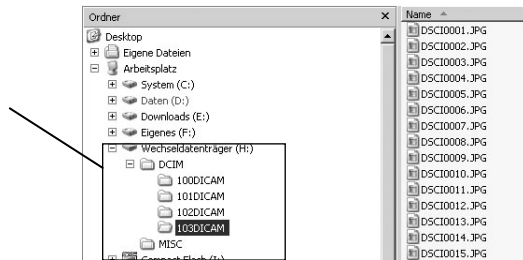 Ordner
Desktop
Eigene Dateien
Arbeitsplatz
System (C:)
Daten (D:)
Downloads (E:)
Eigenes (F:)
Wechseldatenträger (H:)
DCIM
100DICAM
101DICAM
102DICAM
103DICAM
MISC
Compact Flash (I:)
Name
DSCI0001.JPG
DSCI0002.JPG
DSCI0003.JPG
DSCI0004.JPG
DSCI0005.JPG
DSCI0006.JPG
DSCI0007.JPG
DSCI0008.JPG
DSCI0009.JPG
DSCI0010.JPG
DSCI0011.JPG
DSCI0012.JPG
DSCI0013.JPG
DSCI0014.JPG
DSCI0015.JPG